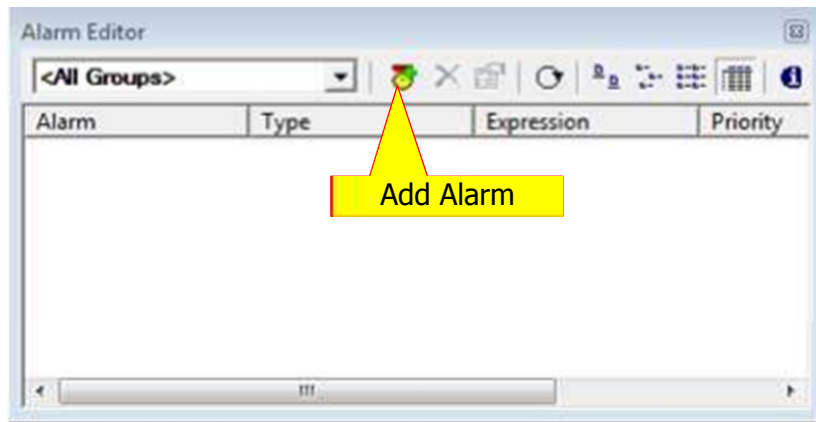 Alarm Editor
<All Groups>
Alarm Type Expression Priority
Add Alarm